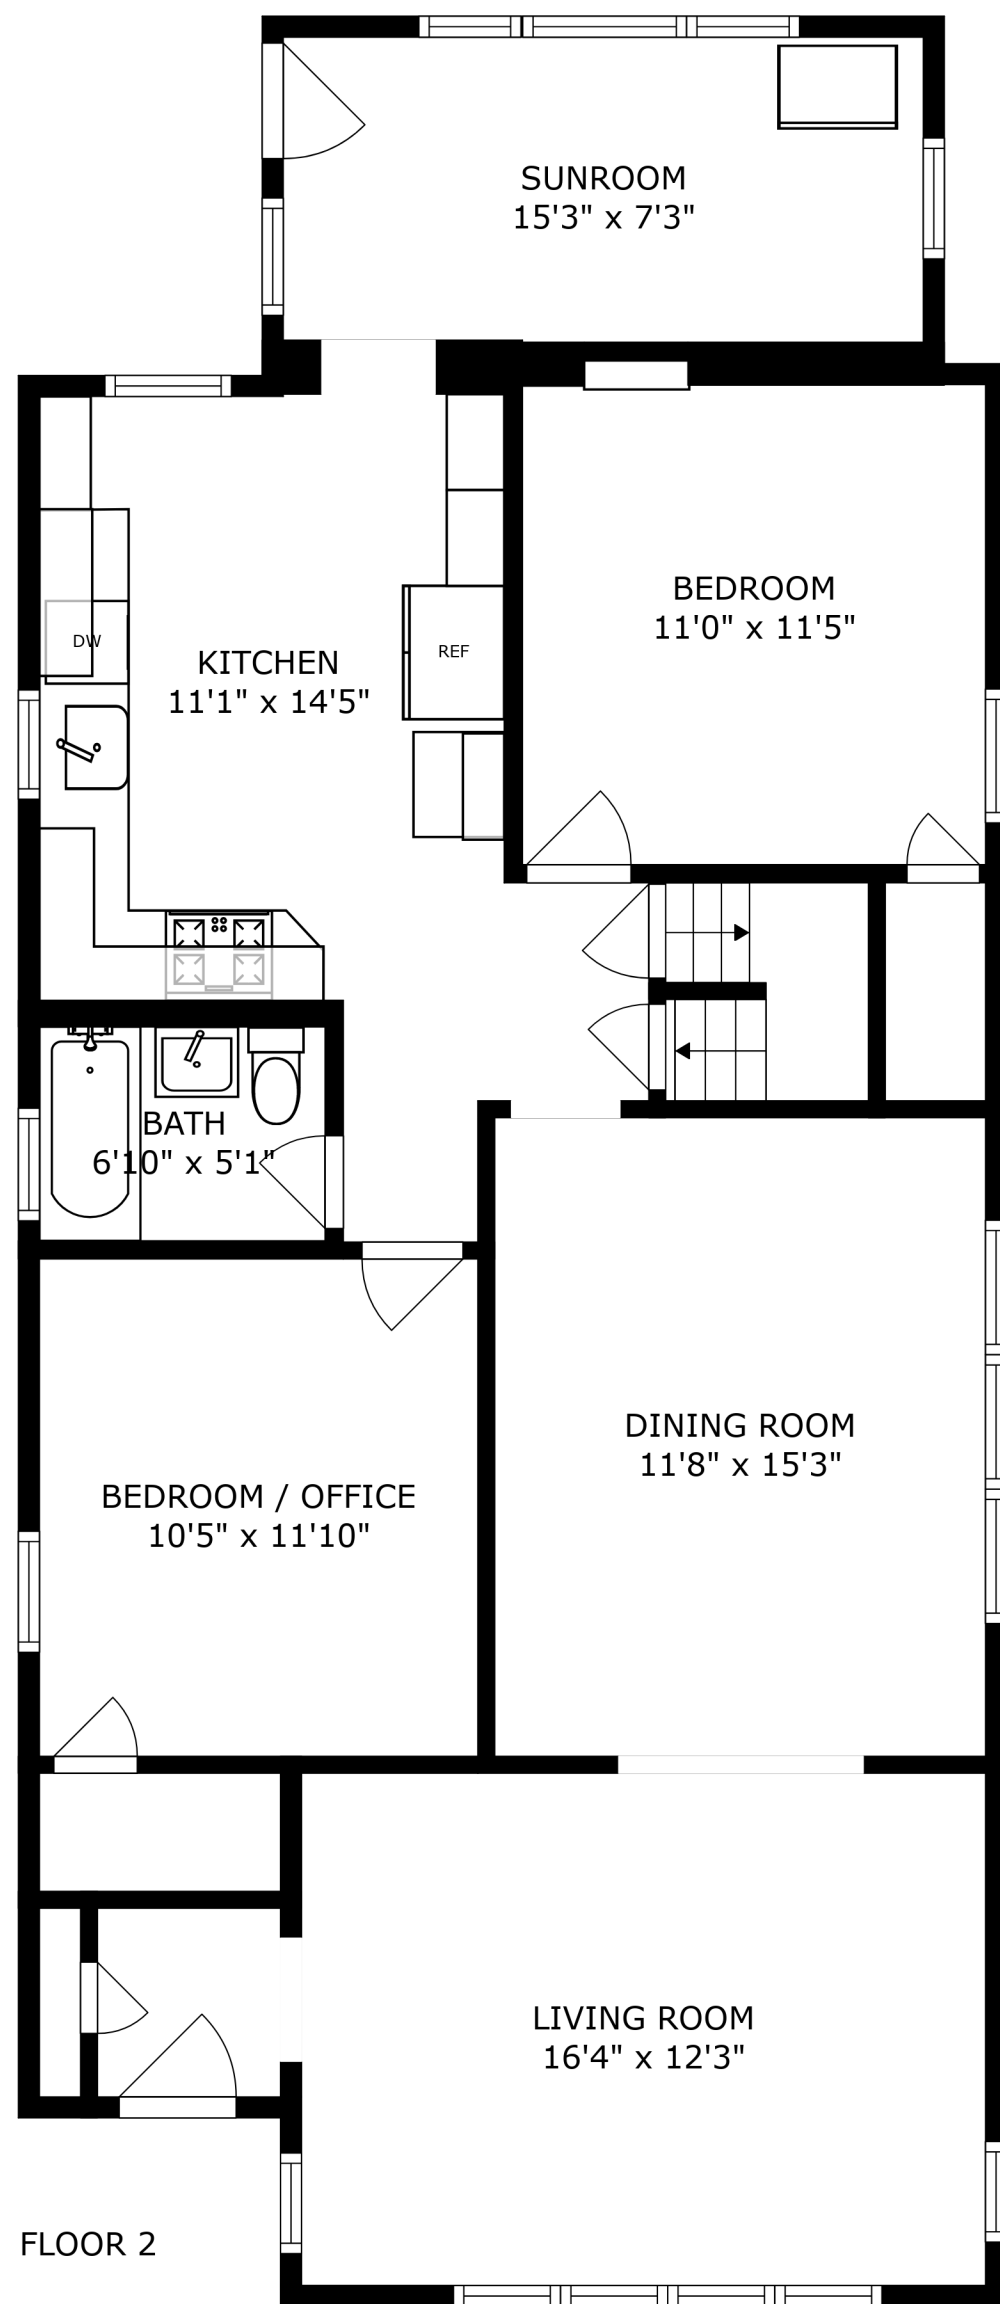 SUNROOM
15'3" x 7'3"
BEDROOM
11'0" x 11'5"
DW
KITCHEN
11'1" x 14'5"
REF
BATH
6'10" x 5'1"
DINING ROOM
11'8" x 15'3"
BEDROOM / OFFICE
10'5" x 11'10"
LIVING ROOM
16'4" x 12'3"
FLOOR 2